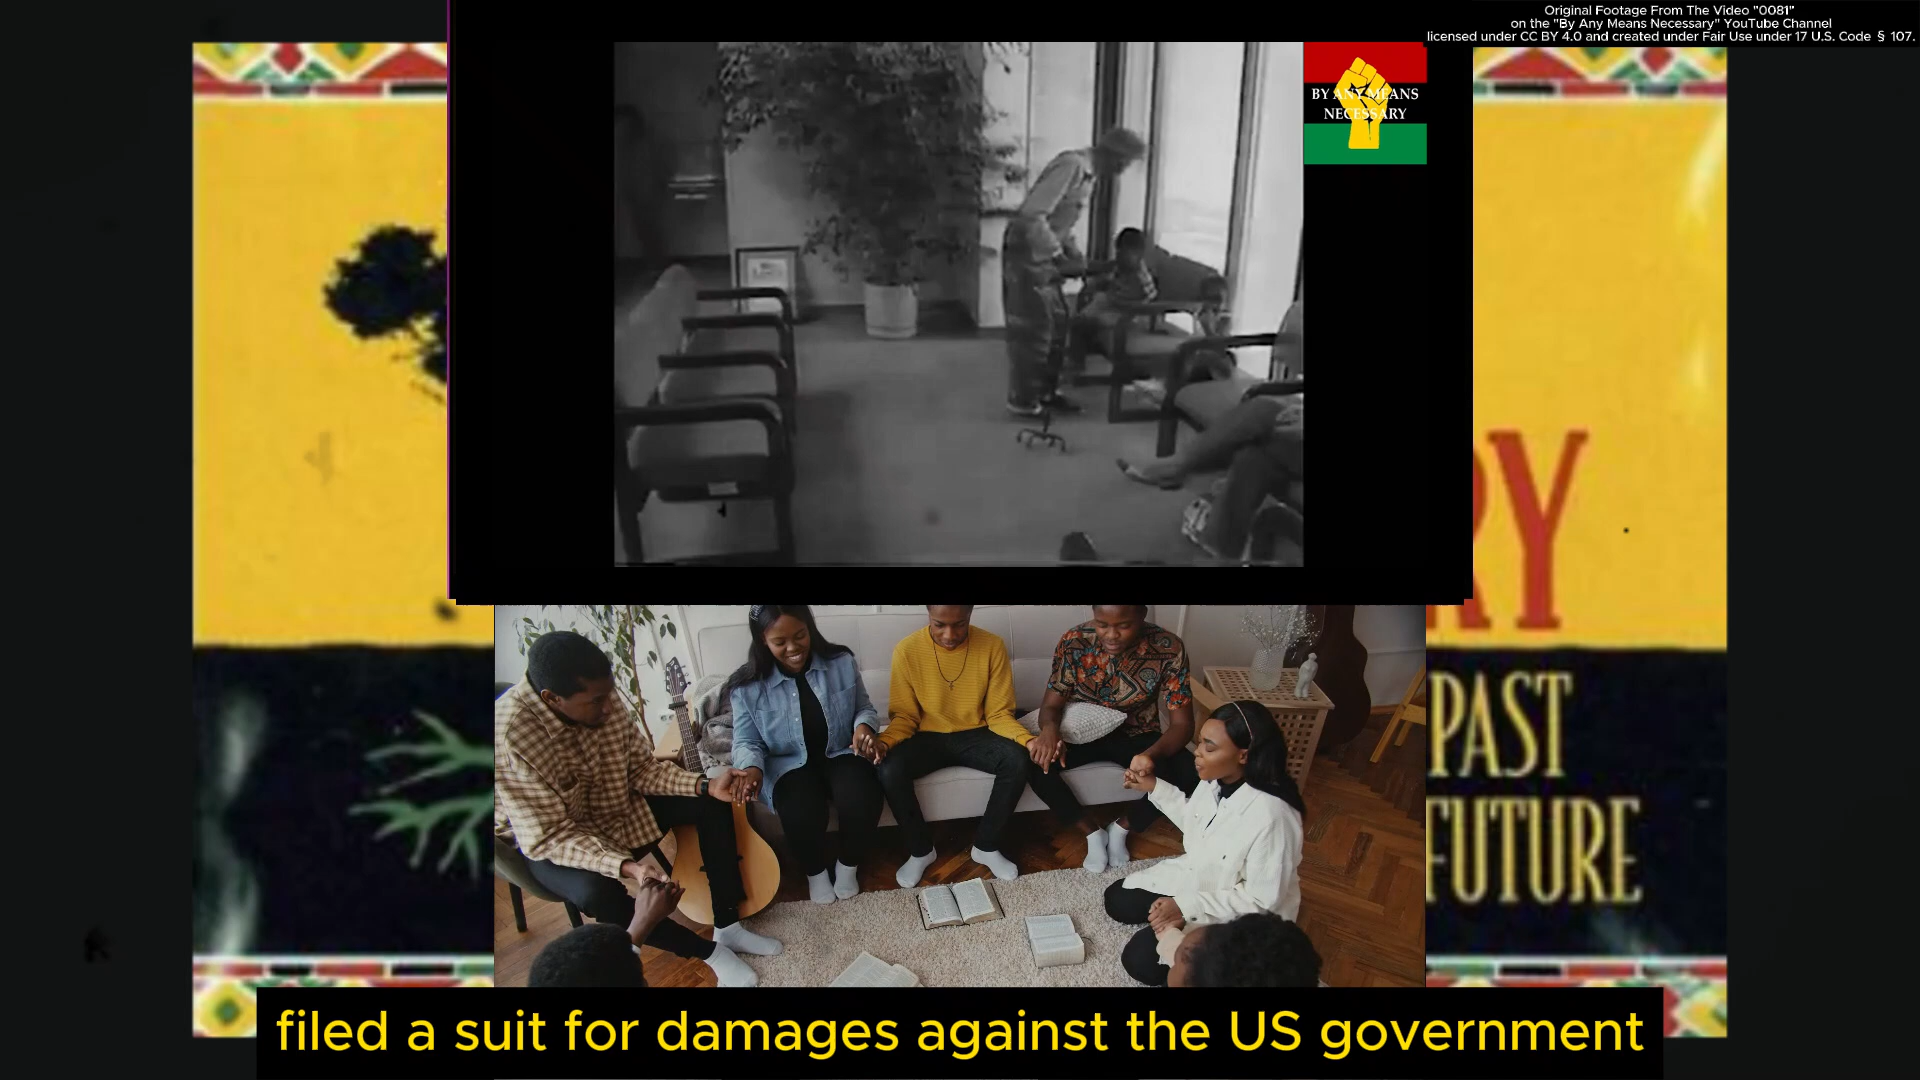 Original Footage From The Video "0081"
on the "By Any Means Necessary" YouTube Channel
licensed under CC BY 4.0 and created under Fair Use under 17 U.S. Code § 107.
BY ANY MEANS
NECESSARY
RY
PAST
FUTURE
filed a suit for damages against the US government